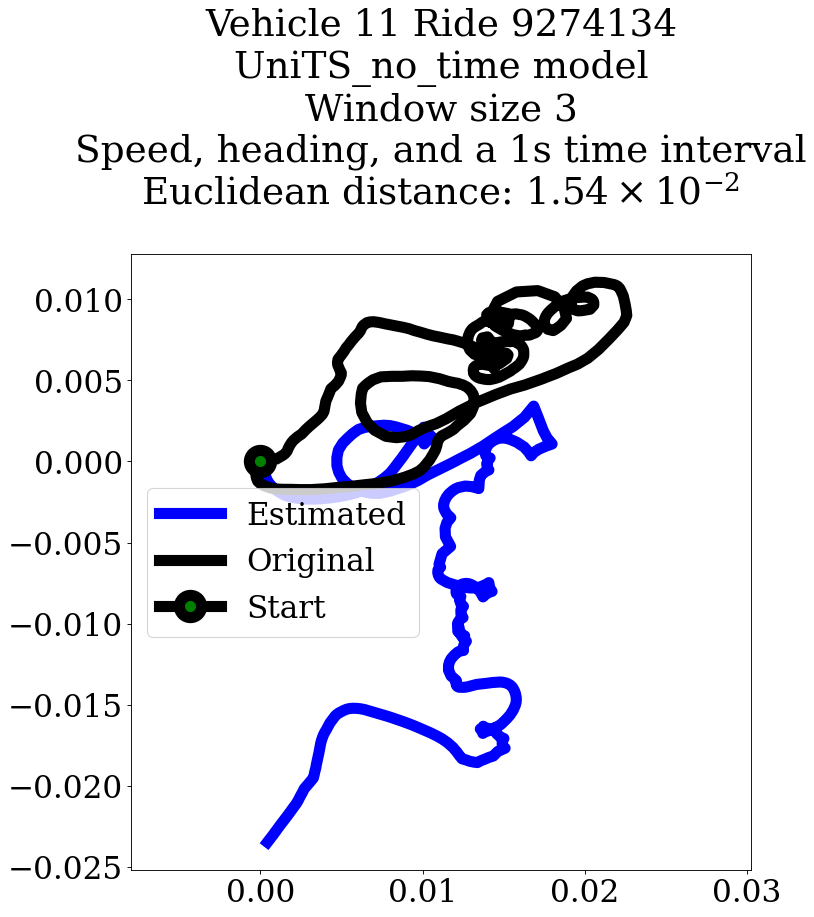 Vehicle 11 Ride 9274134
UniTS_no_time model
Window size 3
Speed, heading, and a 1s time interval
Euclidean distance: 1.54 × 10⁻²
0.010
0.005
0.000
−0.005
−0.010
−0.015
−0.020
−0.025
Estimated
Original
Start
0.00
0.01
0.02
0.03